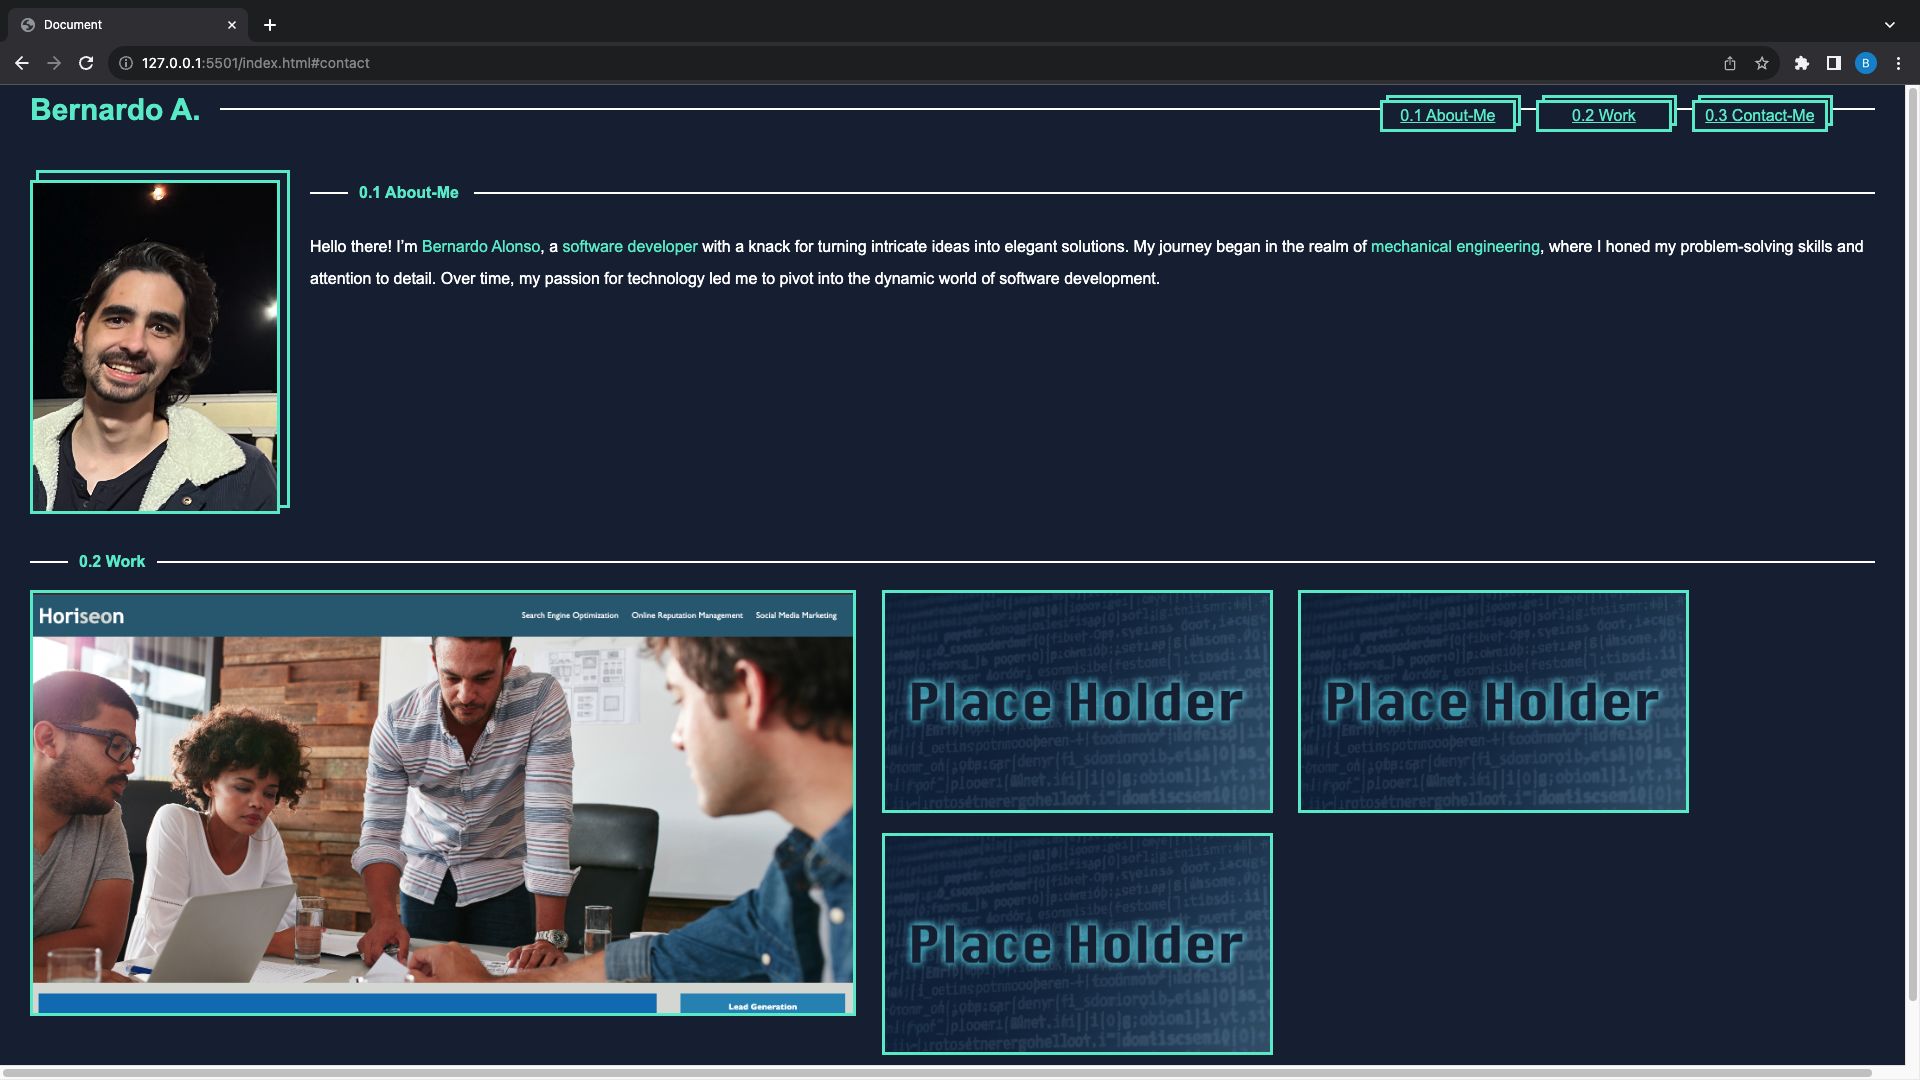 Document
127.0.0.1:5501/index.html#contact
B
Bernardo A.
0.1 About-Me
0.2 Work
0.3 Contact-Me
0.1 About-Me
Hello there! I’m Bernardo Alonso, a software developer with a knack for turning intricate ideas into elegant solutions. My journey began in the realm of mechanical engineering, where I honed my problem-solving skills and
attention to detail. Over time, my passion for technology led me to pivot into the dynamic world of software development.
0.2 Work
Horiseon
Search Engine Optimization
Online Reputation Management
Social Media Marketing
Lead Generation
Place Holder
Place Holder
Place Holder